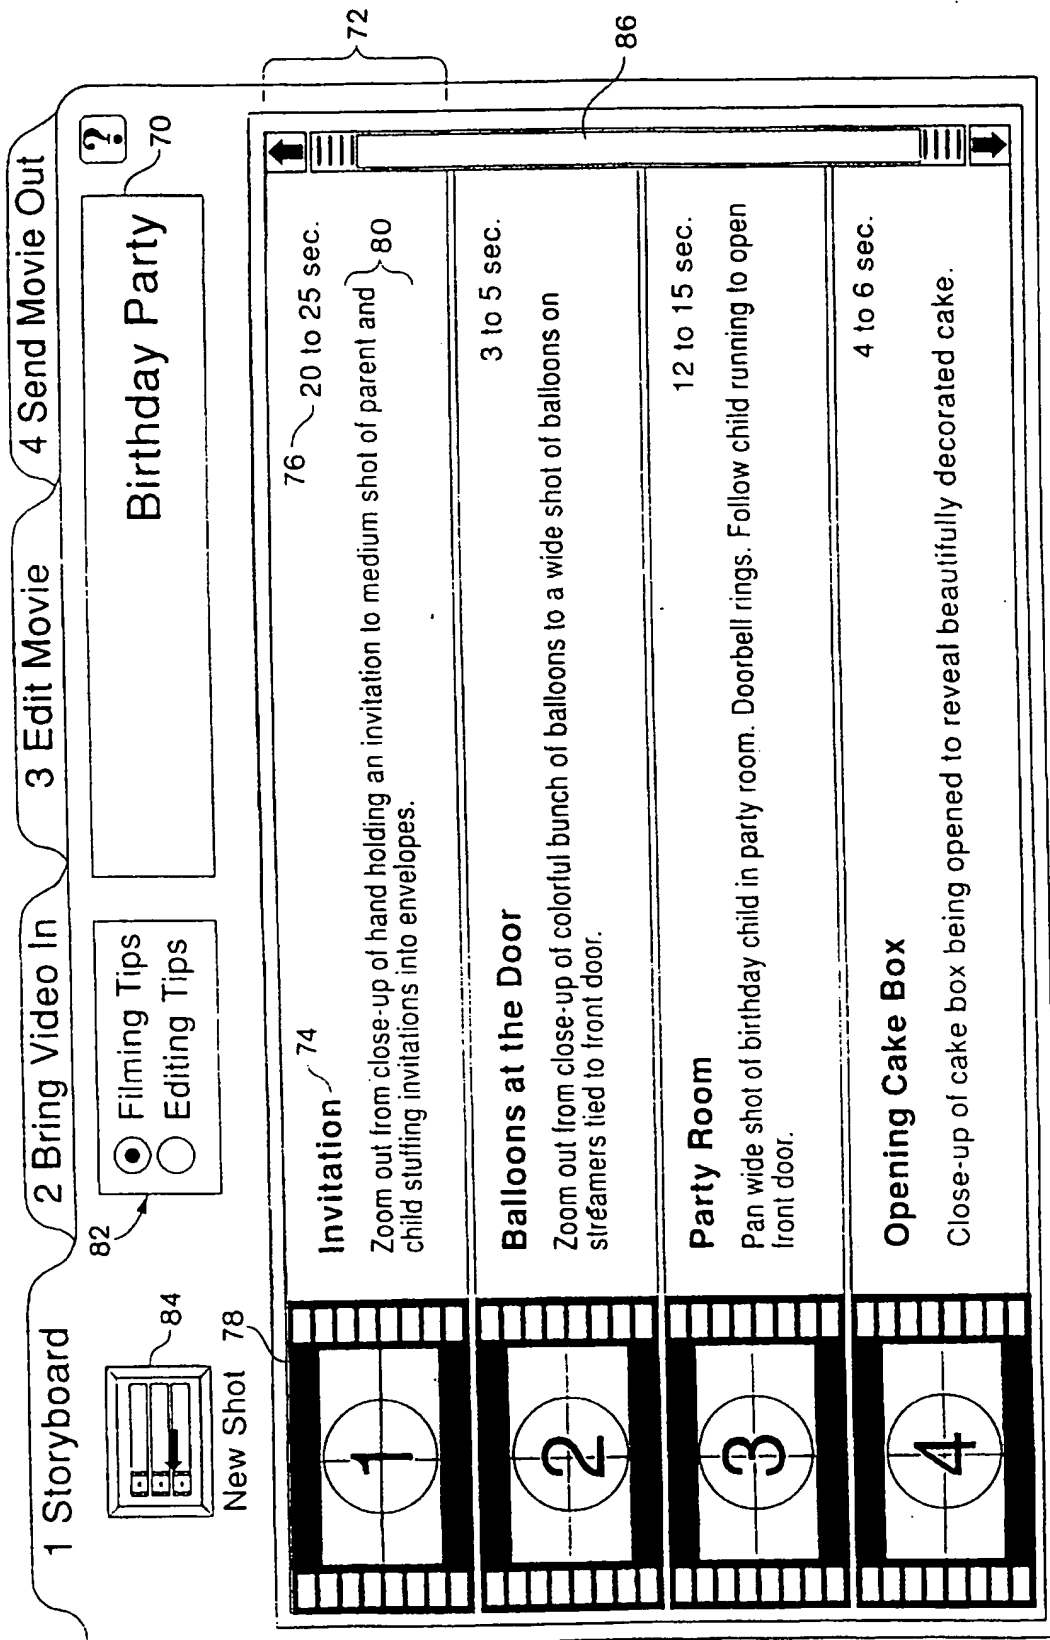 1 Storyboard
2 Bring Video In
3 Edit Movie
4 Send Movie Out
?
84
New Shot
82
Filming Tips
Editing Tips
Birthday Party
70
78
72
1
Invitation
74
76
20 to 25 sec.
Zoom out from close-up of hand holding an invitation to medium shot of parent and
child stuffing invitations into envelopes.
80
2
Balloons at the Door
3 to 5 sec.
Zoom out from close-up of colorful bunch of balloons to a wide shot of balloons on
streamers tied to front door.
3
Party Room
12 to 15 sec.
Pan wide shot of birthday child in party room. Doorbell rings. Follow child running to open
front door.
4
Opening Cake Box
4 to 6 sec.
Close-up of cake box being opened to reveal beautifully decorated cake.
86